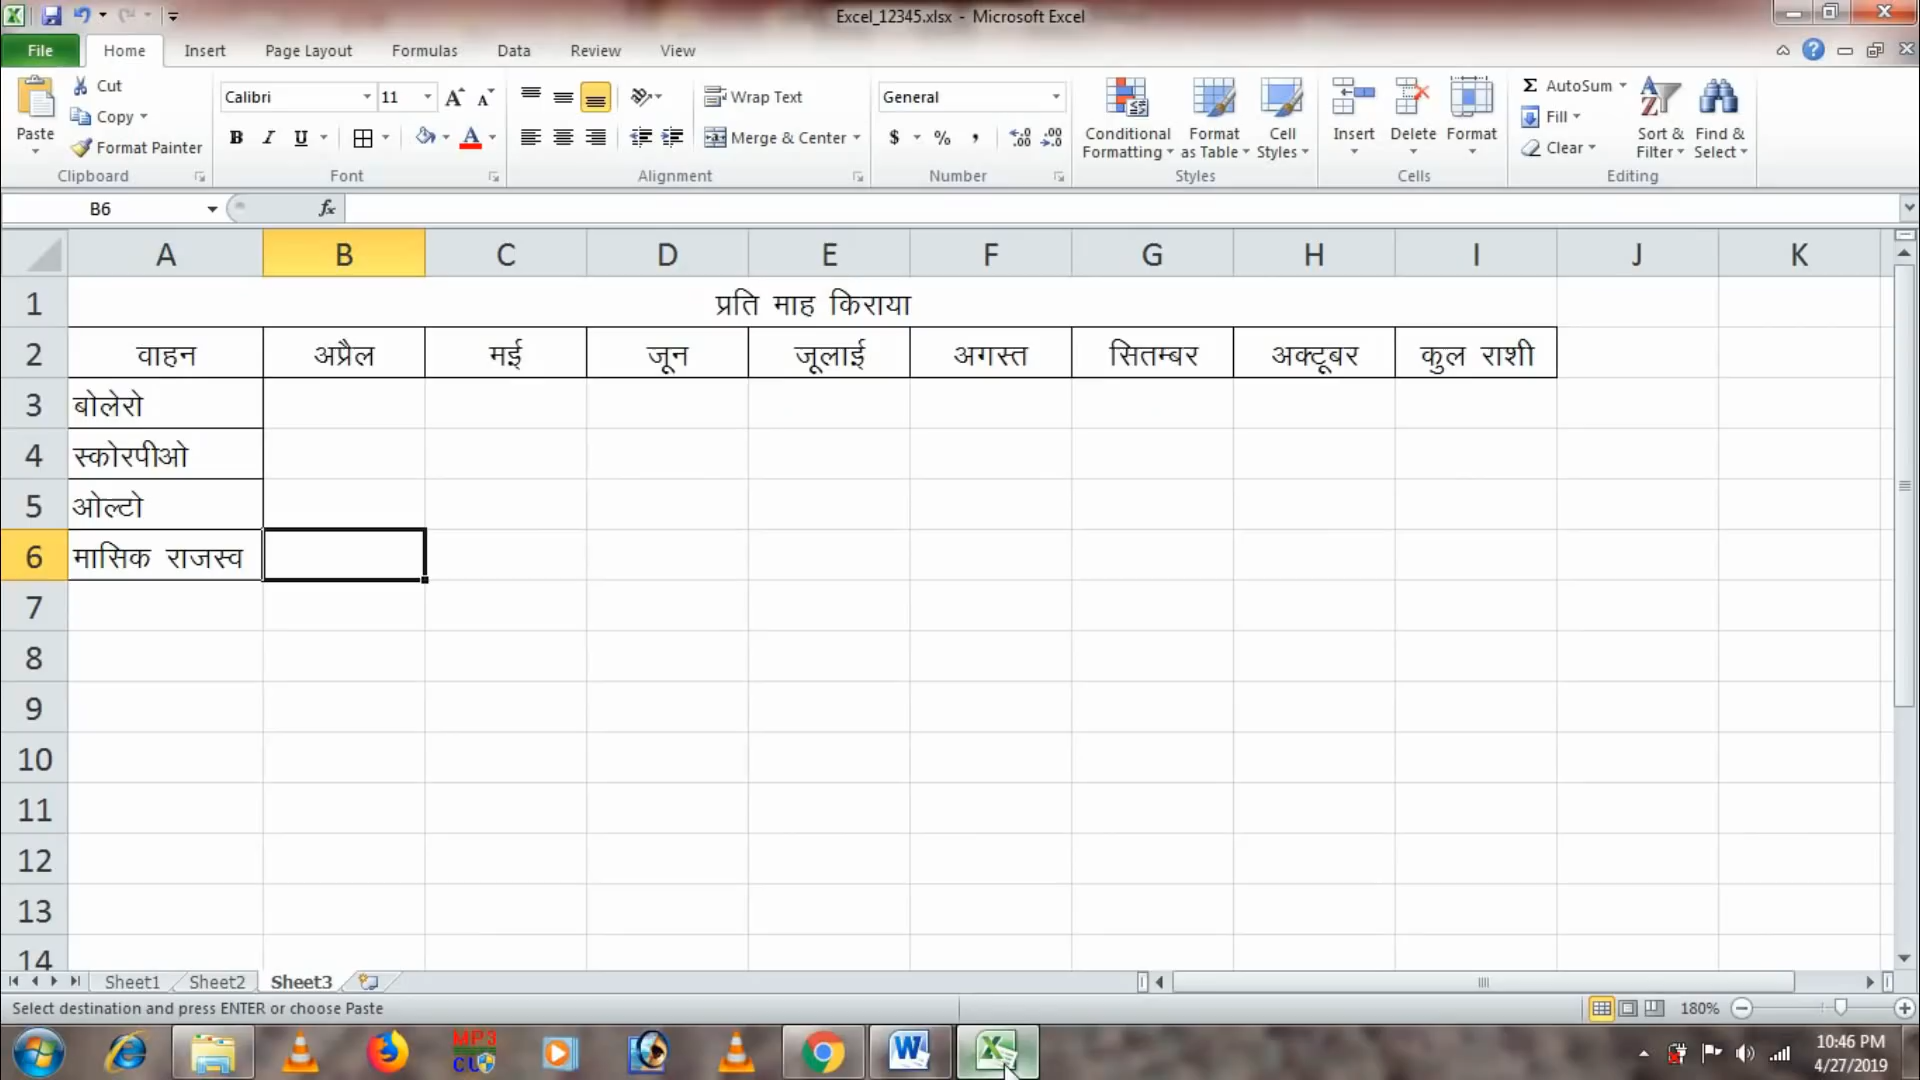 Excel_12345.xlsx - Microsoft Excel
File Home Insert Page Layout Formulas Data Review View
Paste
Cut
Copy
Format Painter
Clipboard
Calibri 11
B I U
A
Font
Wrap Text
Merge & Center
Alignment
General
$ % ,
Number
Conditional Formatting
Format as Table
Cell Styles
Styles
Insert Delete Format
Cells
Σ AutoSum
Fill
Clear
Sort & Filter
Find & Select
Editing
B6 fx
A B C D E F G H I J K
1 प्रति माह किराया
2 वाहन अप्रैल मई जून जूलाई अगस्त सितम्बर अक्टूबर कुल राशी
3 बोलेरो
4 स्कोरपीओ
5 ओल्टो
6 मासिक राजस्व
7
8
9
10
11
12
13
14
Sheet1 Sheet2 Sheet3
Select destination and press ENTER or choose Paste
180%
MP3
CU
10:46 PM
4/27/2019